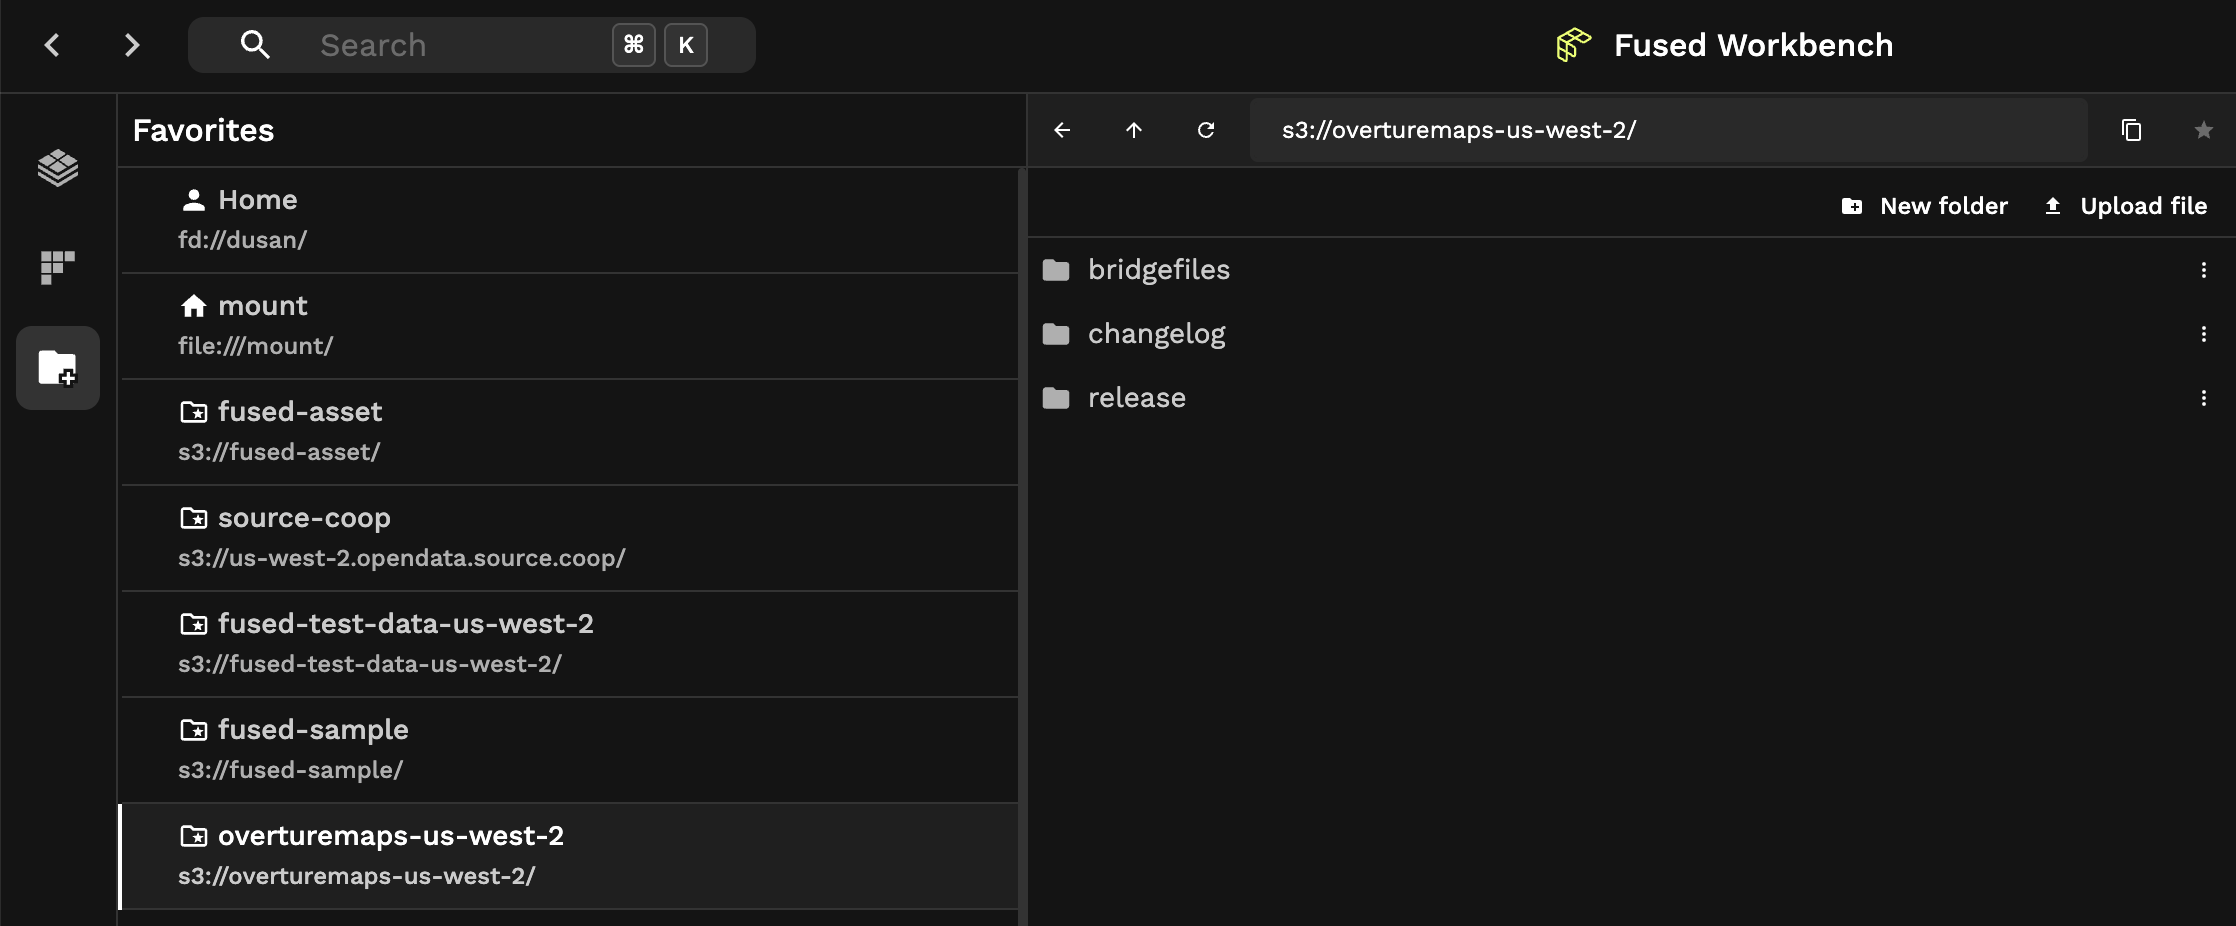 Search ⌘ K
Fused Workbench
Favorites
Home
fd://dusan/
mount
file:///mount/
fused-asset
s3://fused-asset/
source-coop
s3://us-west-2.opendata.source.coop/
fused-test-data-us-west-2
s3://fused-test-data-us-west-2/
fused-sample
s3://fused-sample/
overturemaps-us-west-2
s3://overturemaps-us-west-2/
s3://overturemaps-us-west-2/
New folder Upload file
bridgefiles
changelog
release